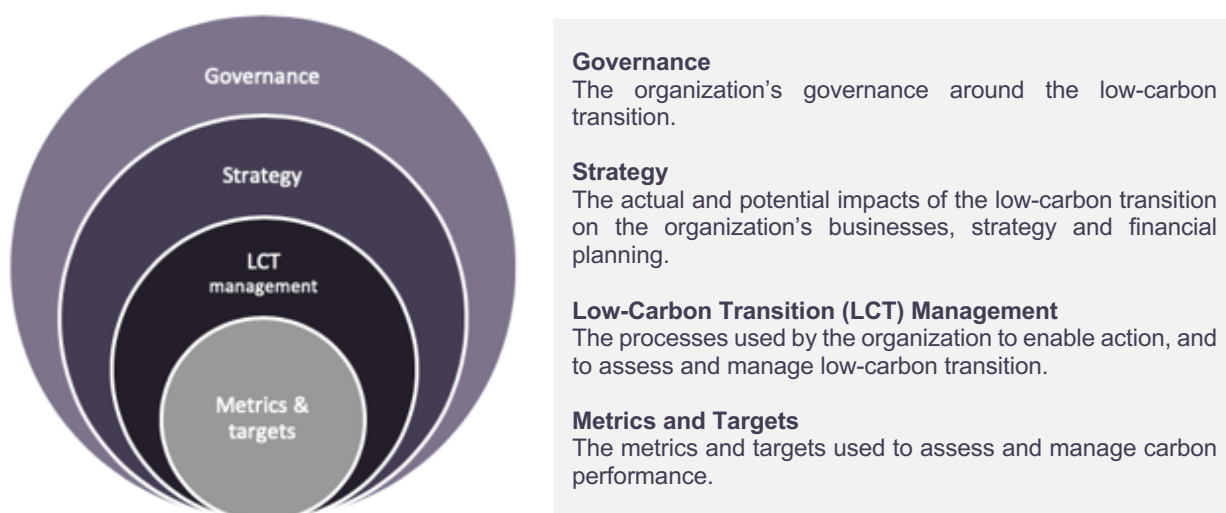 Governance
Strategy
LCT
management
Metrics &
targets
Governance
The organization’s governance around the low-carbon
transition.
Strategy
The actual and potential impacts of the low-carbon transition
on the organization’s businesses, strategy and financial
planning.
Low-Carbon Transition (LCT) Management
The processes used by the organization to enable action, and
to assess and manage low-carbon transition.
Metrics and Targets
The metrics and targets used to assess and manage carbon
performance.